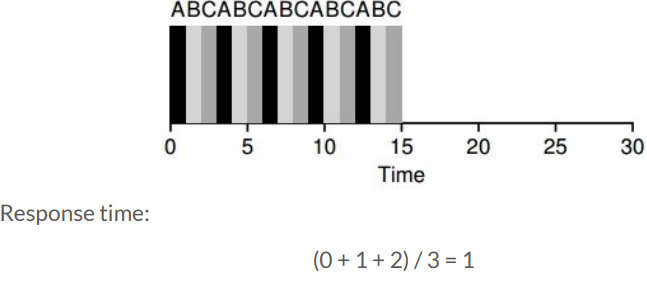 ABCABCABCABCABC
0 5 10 15 20 25 30
Time
Response time:
(0 + 1 + 2) / 3 = 1